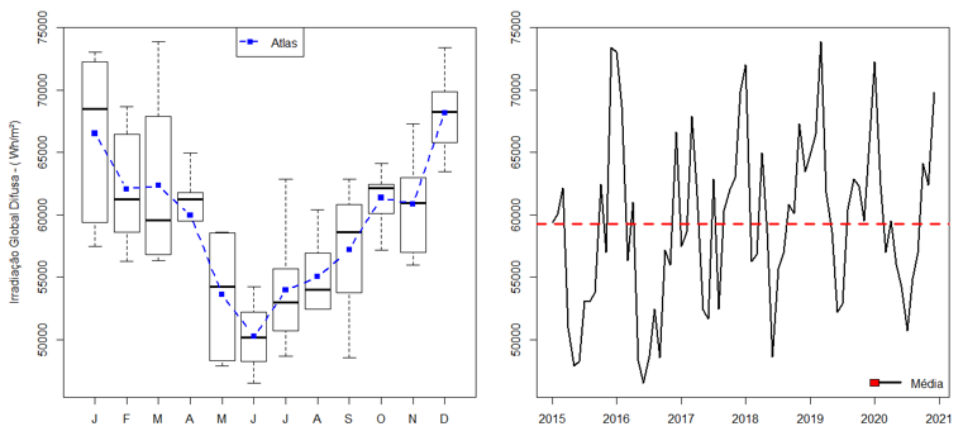 Irradiação Global Difusa - ( Wh/m²)
75000
70000
65000
60000
55000
50000
Atlas
J F M A M J J A S O N D
75000
70000
65000
60000
55000
50000
Média
2015 2016 2017 2018 2019 2020 2021